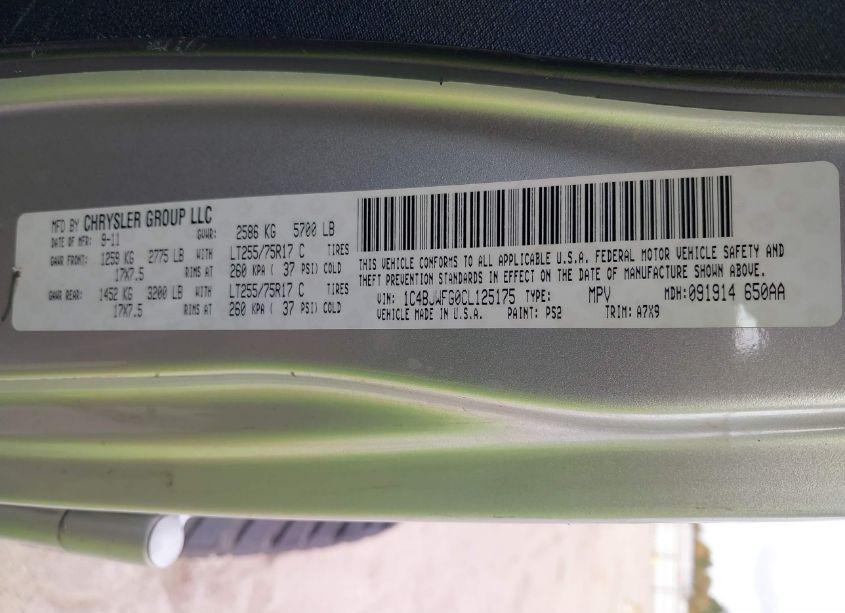 MFD BY CHRYSLER GROUP LLC
DATE OF MFR: 9-11 GVWR: 2586 KG 5700 LB
GAWR FRONT: 1259 KG 2775 LB WITH LT255/75R17 C TIRES
17X7.5 RIMS AT 260 KPA ( 37 PSI) COLD
GAWR REAR: 1452 KG 3200 LB WITH LT255/75R17 C TIRES
17X7.5 RIMS AT 260 KPA ( 37 PSI) COLD
THIS VEHICLE CONFORMS TO ALL APPLICABLE U.S.A. FEDERAL MOTOR VEHICLE SAFETY AND
THEFT PREVENTION STANDARDS IN EFFECT ON THE DATE OF MANUFACTURE SHOWN ABOVE.
VIN: 1C4BJWFG0CL125175 TYPE: MPV MDH: 091914 650AA
VEHICLE MADE IN U.S.A. PAINT: PS2 TRIM: A7X9